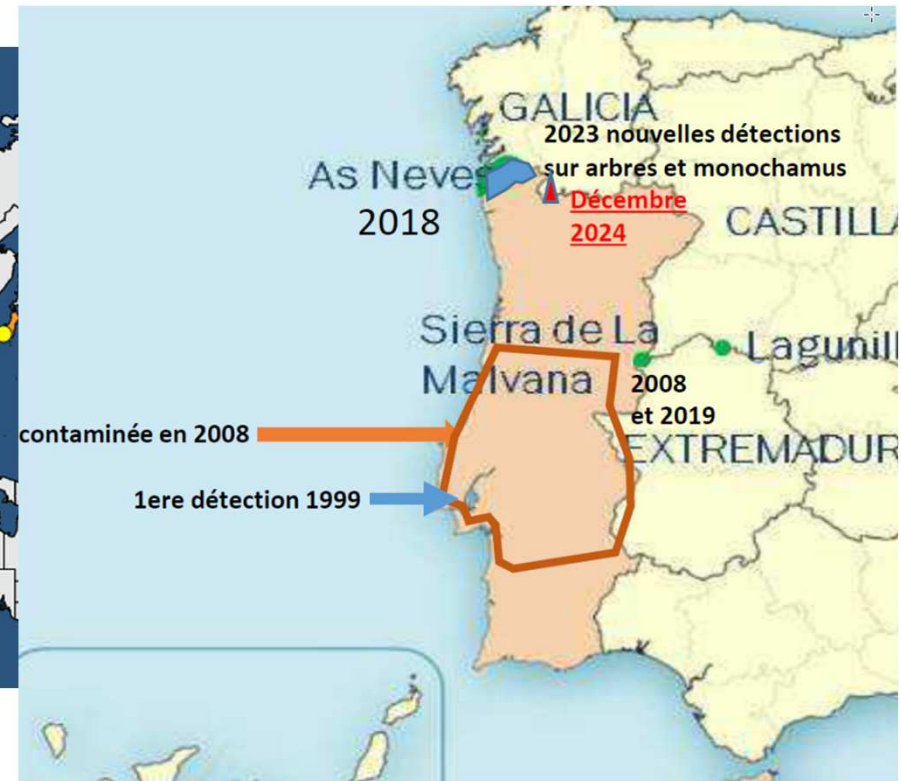 GALICIA
2023 nouvelles détections
sur arbres et monochamus
As Neve
2018
Décembre
2024
CASTILLA
Sierra de La
Malvana
Lagunill
2008
et 2019
EXTREMADUR
contaminée en 2008
1ere détection 1999